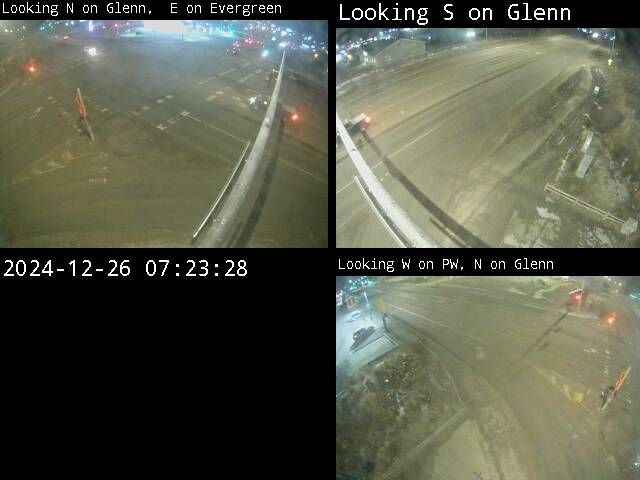 Looking N on Glenn, E on Evergreen
Looking S on Glenn
2024-12-26 07:23:28
Looking W on PW, N on Glenn